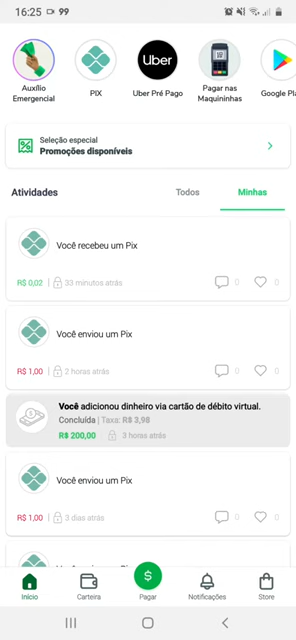 16:25 99
Auxílio
Emergencial
PIX
Uber
Uber Pré Pago
Pagar nas
Maquininhas
Google Pla
Seleção especial
Promoções disponíveis
Atividades Todos Minhas
Você recebeu um Pix
R$ 0,02 | 33 minutos atrás 0 0
Você enviou um Pix
R$ 1,00 | 2 horas atrás 0 0
Você adicionou dinheiro via cartão de débito virtual.
Concluída | Taxa: R$ 3,98
R$ 200,00 3 horas atrás
Você enviou um Pix
R$ 1,00 | 3 dias atrás 0 0
Início Carteira Pagar Notificações Store